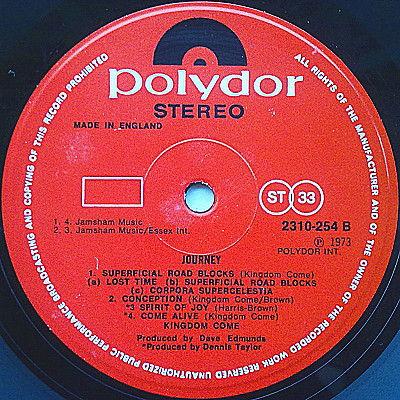 polydor
STEREO
MADE IN ENGLAND
ALL RIGHTS OF THE MANUFACTURER AND OF THE OWNER OF THE RECORDED WORK RESERVED UNAUTHORIZED PUBLIC PERFORMANCE BROADCASTING AND COPYING OF THIS RECORD PROHIBITED
ST 33
1. 4. Jamsham Music
2. 3. Jamsham Music/Essex Int.
2310-254 B
℗ 1973
POLYDOR INT.
JOURNEY
1. SUPERFICIAL ROAD BLOCKS (Kingdom Come)
(a) LOST TIME (b) SUPERFICIAL ROAD BLOCKS
(c) CORPORA SUPERCELESTIA
2. CONCEPTION (Kingdom Come/Brown)
*3 SPIRIT OF JOY (Harris-Brown)
*4. COME ALIVE (Kingdom Come)
KINGDOM COME
Produced by Dave Edmunds
*Produced by Dennis Taylor